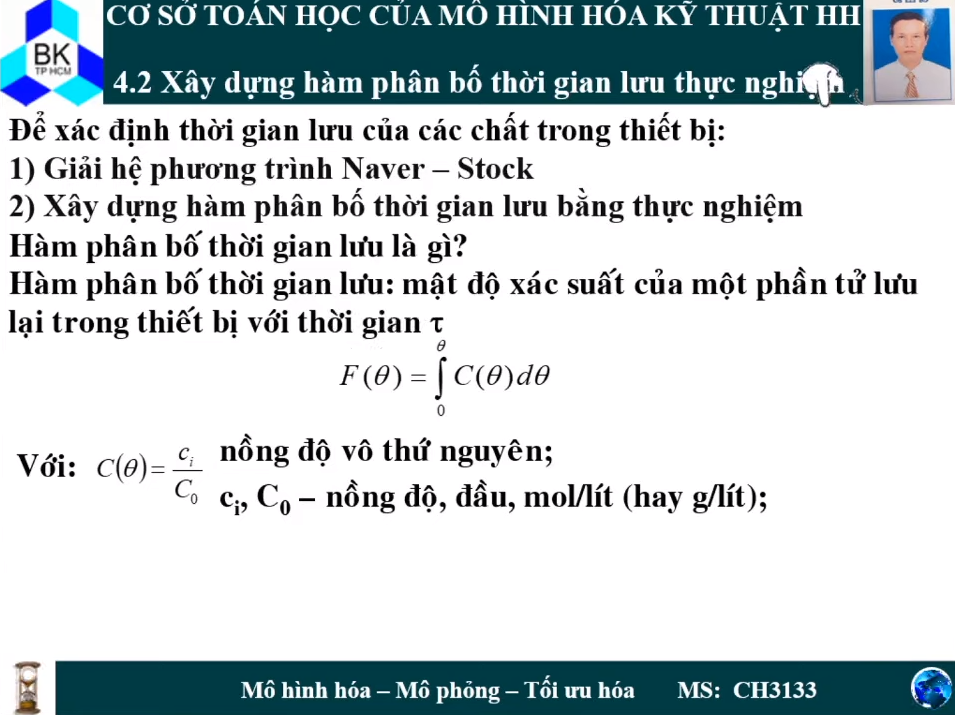 CƠ SỞ TOÁN HỌC CỦA MÔ HÌNH HÓA KỸ THUẬT HH
BK
TP HCM
4.2 Xây dựng hàm phân bố thời gian lưu thực
Để xác định thời gian lưu của các chất trong thiết bị:
1) Giải hệ phương trình Naver – Stock
2) Xây dựng hàm phân bố thời gian lưu bằng thực nghiệm
Hàm phân bố thời gian lưu là gì?
Hàm phân bố thời gian lưu: mật độ xác suất của một phần tử lưu
lại trong thiết bị với thời gian τ
F(θ) = ∫₀^θ C(θ)dθ
Với: C(θ) = cᵢ/C₀ nồng độ vô thứ nguyên;
cᵢ, C₀ – nồng độ, đầu, mol/lít (hay g/lít);
Mô hình hóa – Mô phỏng – Tối ưu hóa MS: CH3133